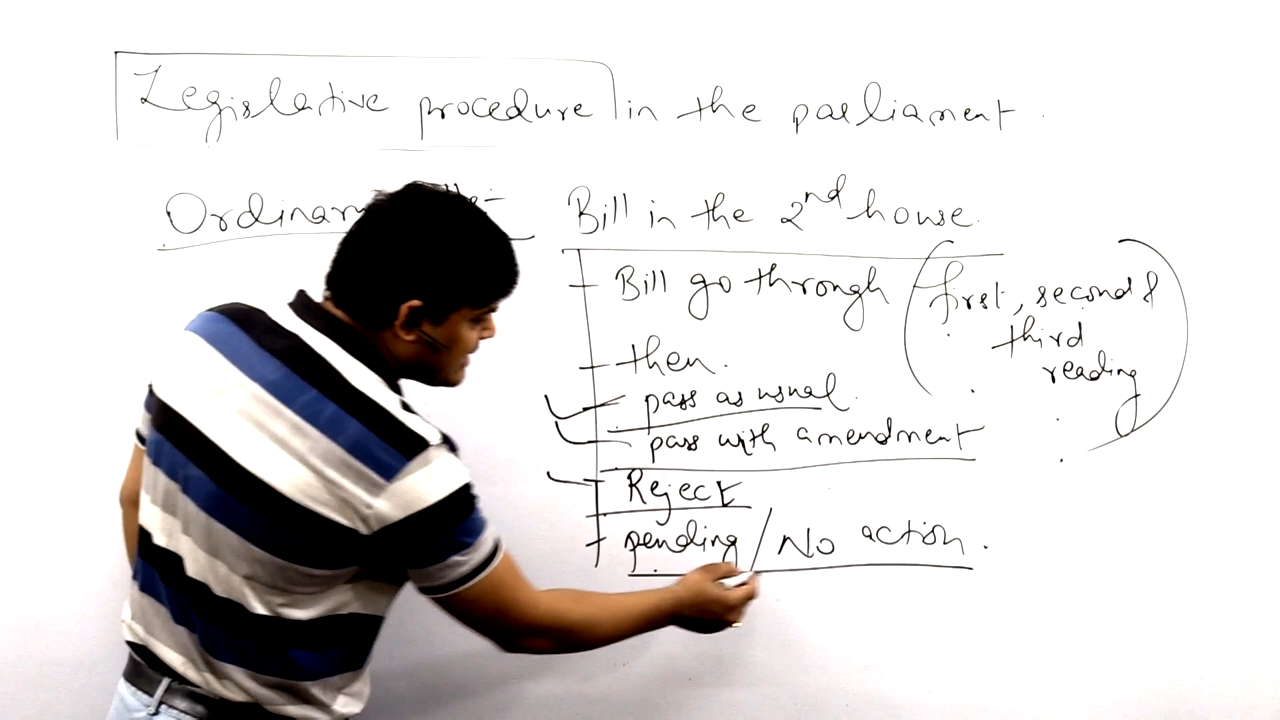 Legislative procedure in the parliament.
Bill in the 2nd house.
Bill go through (first, second &
third
reading)
then.
pass as usual.
pass with amendment
Reject
pending / No action.